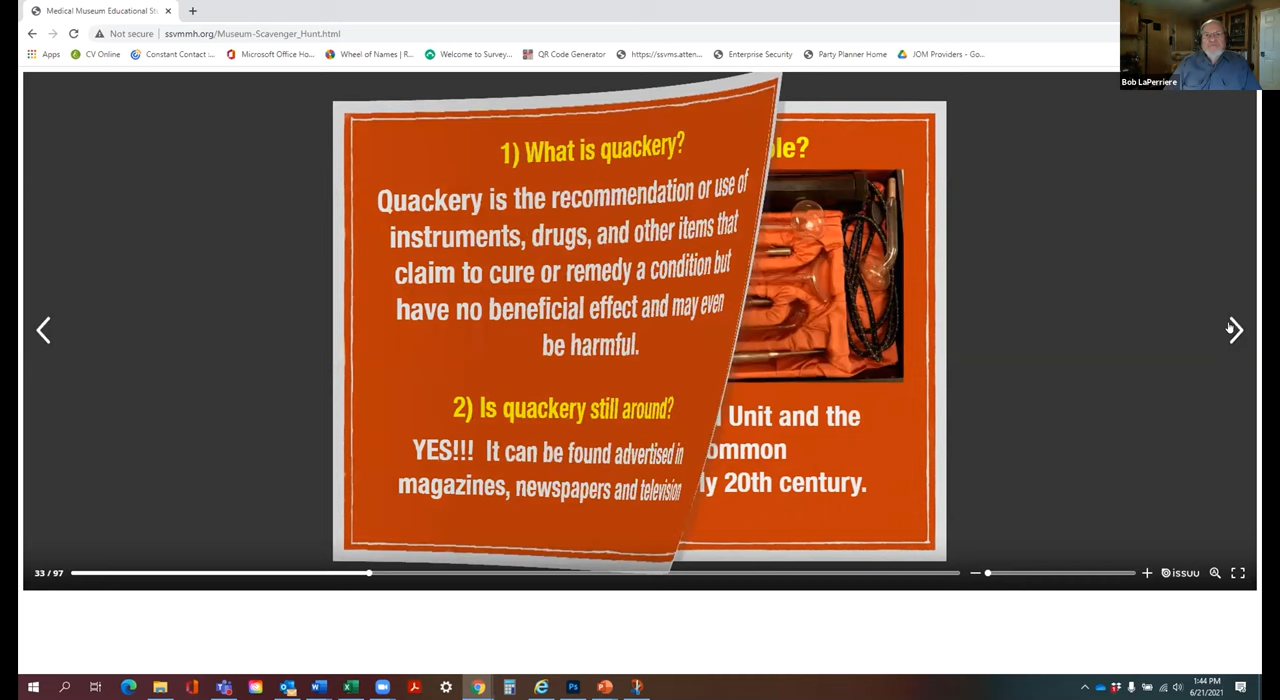 Medical Museum Educational St
Not secure | ssvmmh.org/Museum-Scavenger_Hunt.html
Apps CV Online Constant Contact :... Microsoft Office Ho... Wheel of Names | R... Welcome to Survey... QR Code Generator https://ssvms.atten... Enterprise Security Party Planner Home JOM Providers - Go...
Bob LaPerriere
1) What is quackery?
Quackery is the recommendation or use of
instruments, drugs, and other items that
claim to cure or remedy a condition but
have no beneficial effect and may even
be harmful.
2) Is quackery still around?
YES!!! It can be found advertised in
magazines, newspapers and television
ole?
Unit and the
ommon
ly 20th century.
33 / 97
issuu
1:44 PM
6/21/2021